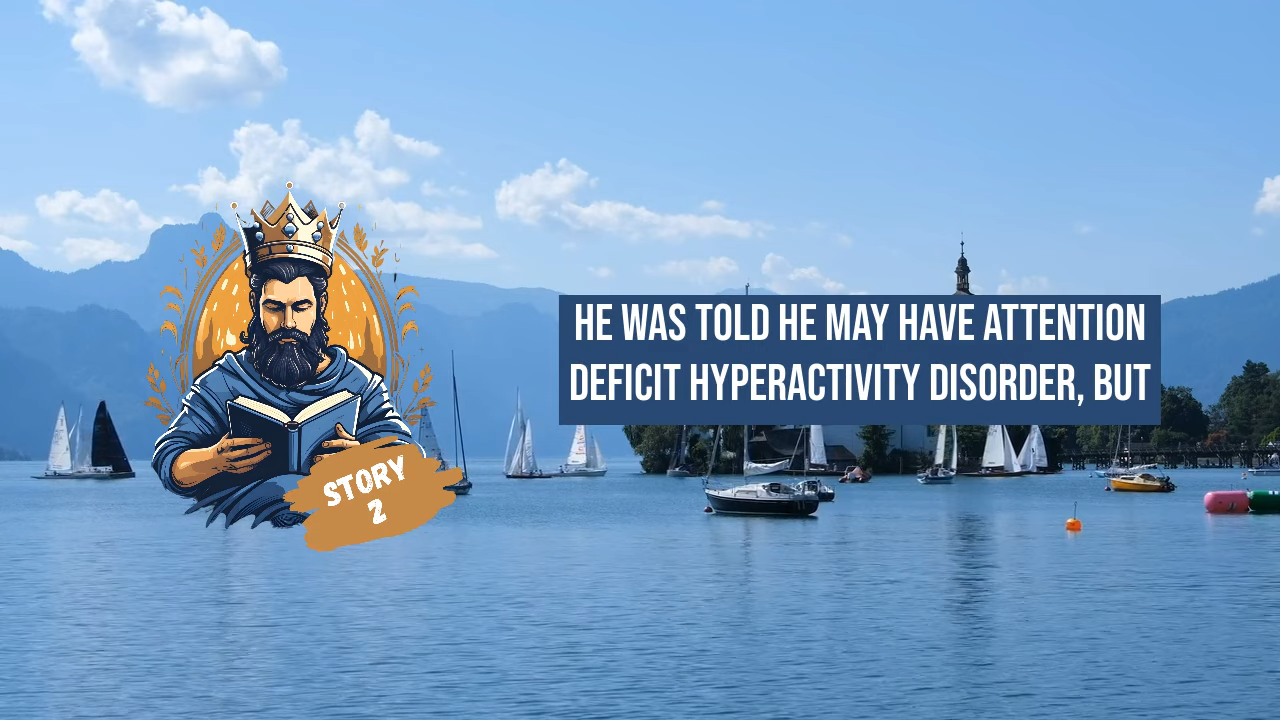 HE WAS TOLD HE MAY HAVE ATTENTION
DEFICIT HYPERACTIVITY DISORDER, BUT
STORY
2